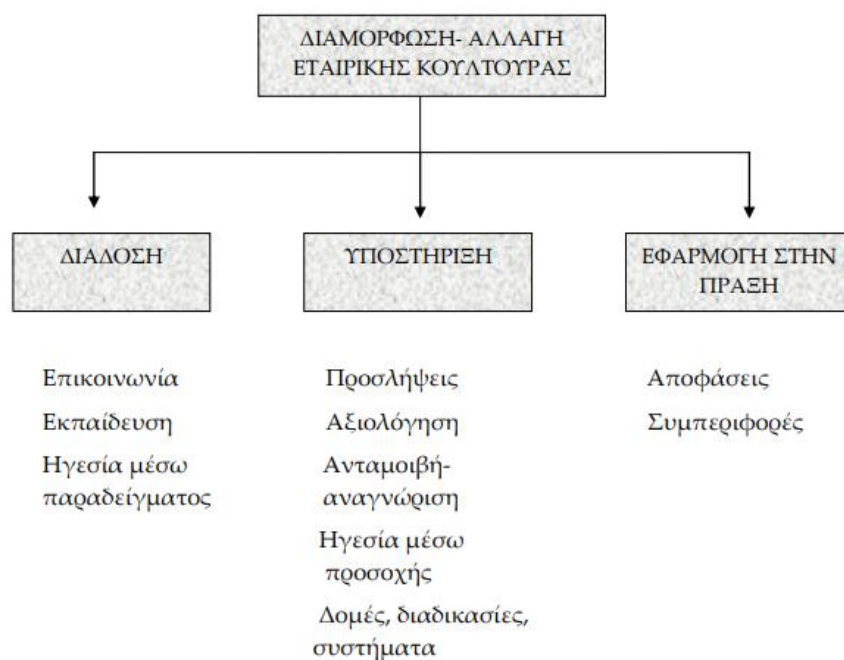 ΔΙΑΜΟΡΦΩΣΗ- ΑΛΛΑΓΗ
ΕΤΑΙΡΙΚΗΣ ΚΟΥΛΤΟΥΡΑΣ
ΔΙΑΔΟΣΗ
ΥΠΟΣΤΗΡΙΞΗ
ΕΦΑΡΜΟΓΗ ΣΤΗΝ
ΠΡΑΞΗ
Επικοινωνία
Εκπαίδευση
Ηγεσία μέσω
παραδείγματος
Προσλήψεις
Αξιολόγηση
Ανταμοιβή-
αναγνώριση
Ηγεσία μέσω
προσοχής
Δομές, διαδικασίες,
συστήματα
Αποφάσεις
Συμπεριφορές